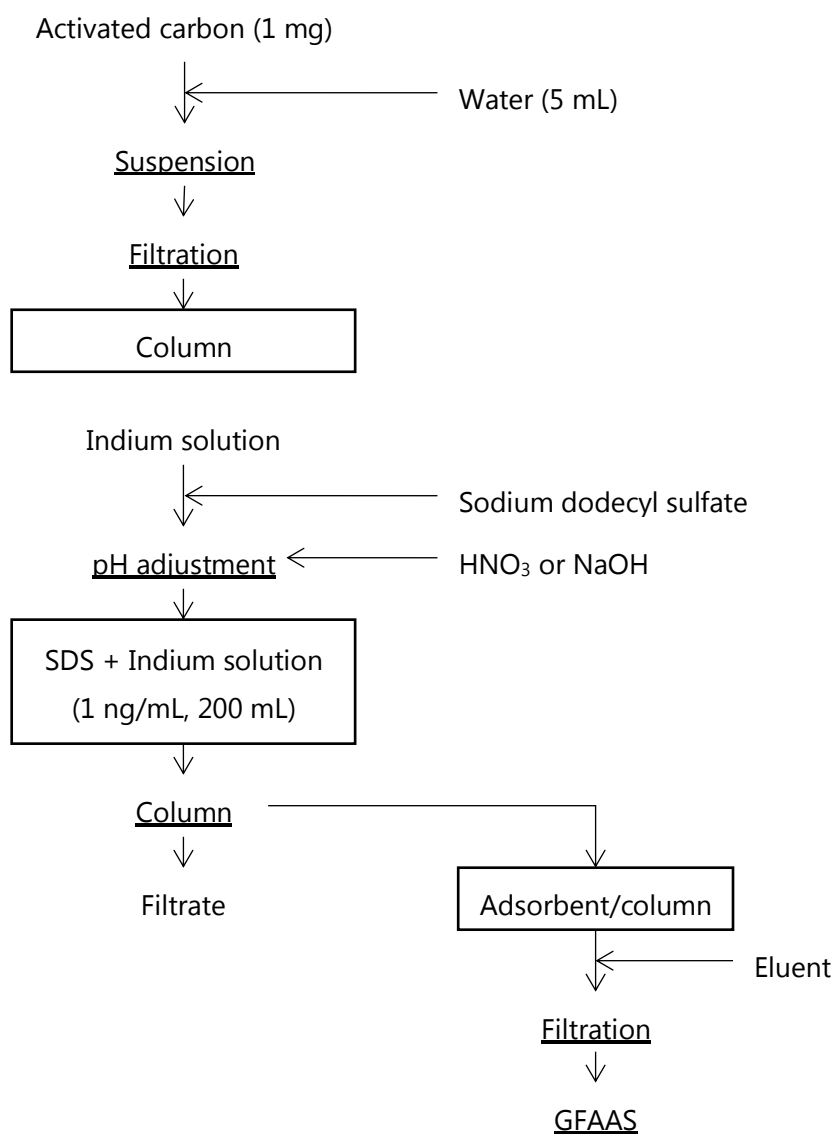 Activated carbon (1 mg)
Water (5 mL)
Suspension
Filtration
Column
Indium solution
Sodium dodecyl sulfate
pH adjustment
HNO₃ or NaOH
SDS + Indium solution
(1 ng/mL, 200 mL)
Column
Filtrate
Adsorbent/column
Eluent
Filtration
GFAAS